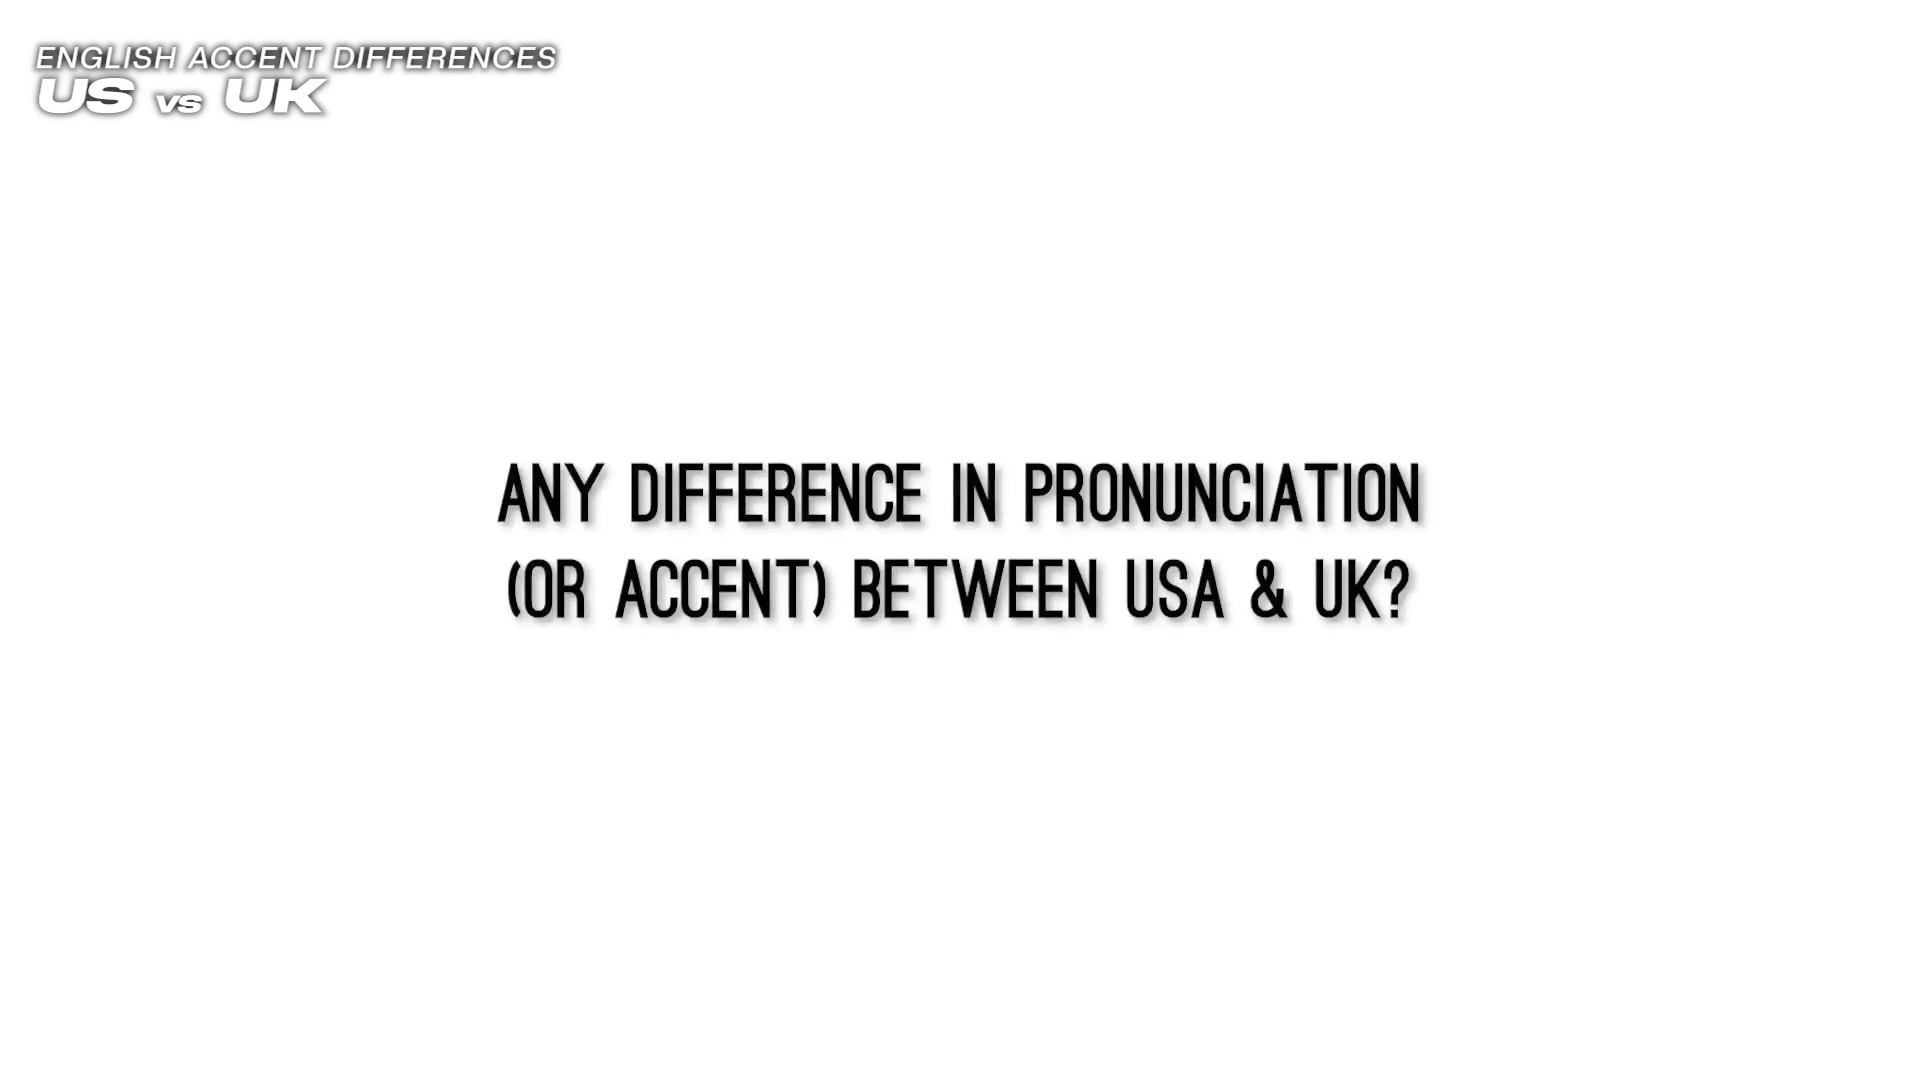 ENGLISH ACCENT DIFFERENCES
US vs UK
ANY DIFFERENCE IN PRONUNCIATION
(OR ACCENT) BETWEEN USA & UK?